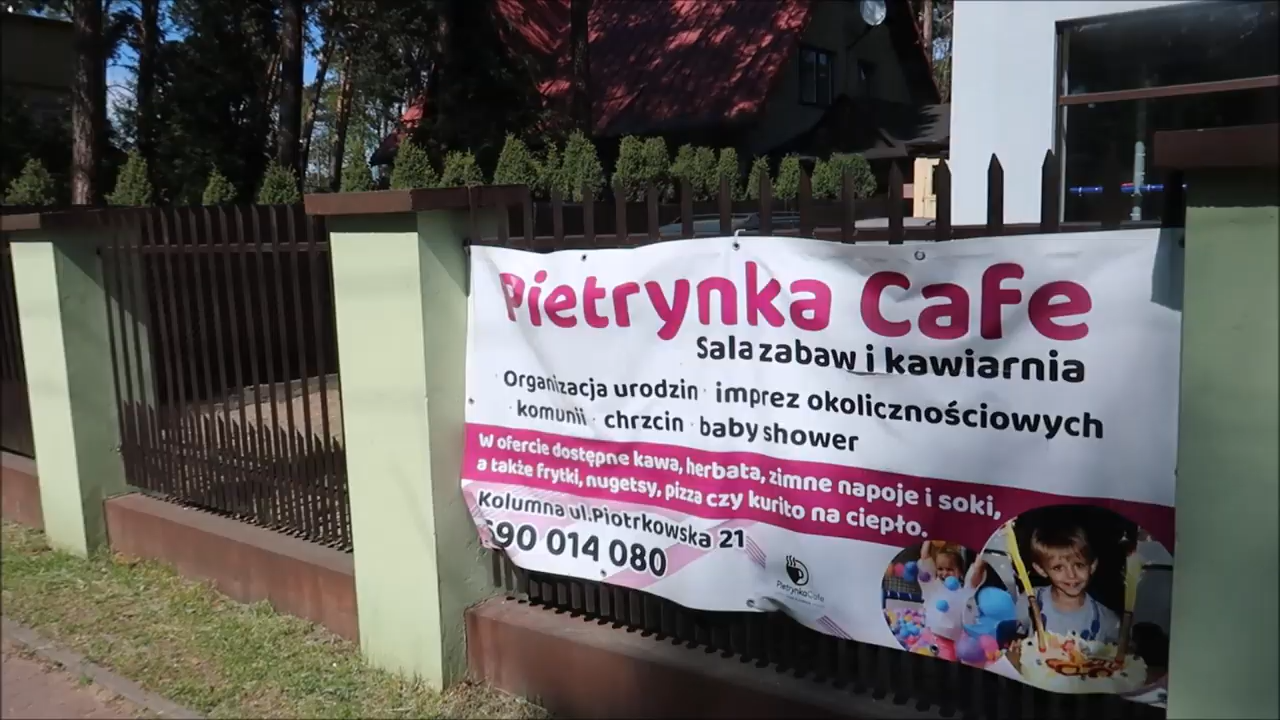 Pietrynka Cafe
Sala zabaw i kawiarnia
Organizacja urodzin · imprez okolicznościowych
· komunii · chrzcin · baby shower
W ofercie dostępne kawa, herbata, zimne napoje i soki,
a także frytki, nugetsy, pizza czy kurito na ciepło.
Kolumna ul.Piotrkowska 21
690 014 080
PietrynkaCafe